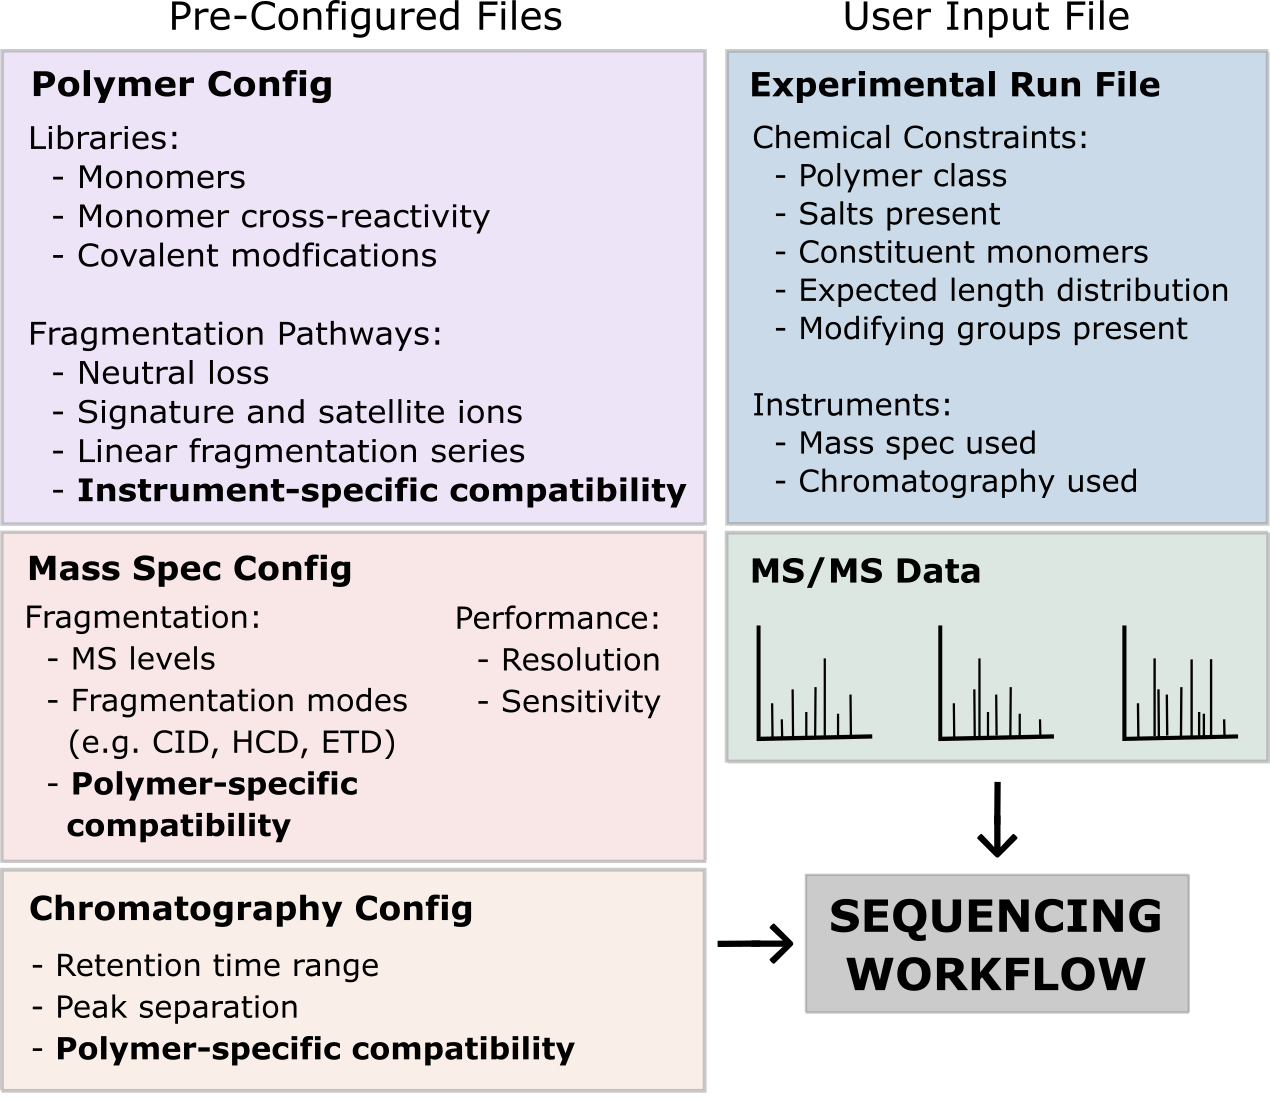 Pre-Configured Files
Polymer Config
Libraries:
- Monomers
- Monomer cross-reactivity
- Covalent modfications
Fragmentation Pathways:
- Neutral loss
- Signature and satellite ions
- Linear fragmentation series
- Instrument-specific compatibility
Mass Spec Config
Fragmentation:
- MS levels
- Fragmentation modes
(e.g. CID, HCD, ETD)
- Polymer-specific
compatibility
Performance:
- Resolution
- Sensitivity
Chromatography Config
- Retention time range
- Peak separation
- Polymer-specific compatibility
User Input File
Experimental Run File
Chemical Constraints:
- Polymer class
- Salts present
- Constituent monomers
- Expected length distribution
- Modifying groups present
Instruments:
- Mass spec used
- Chromatography used
MS/MS Data
SEQUENCING
WORKFLOW